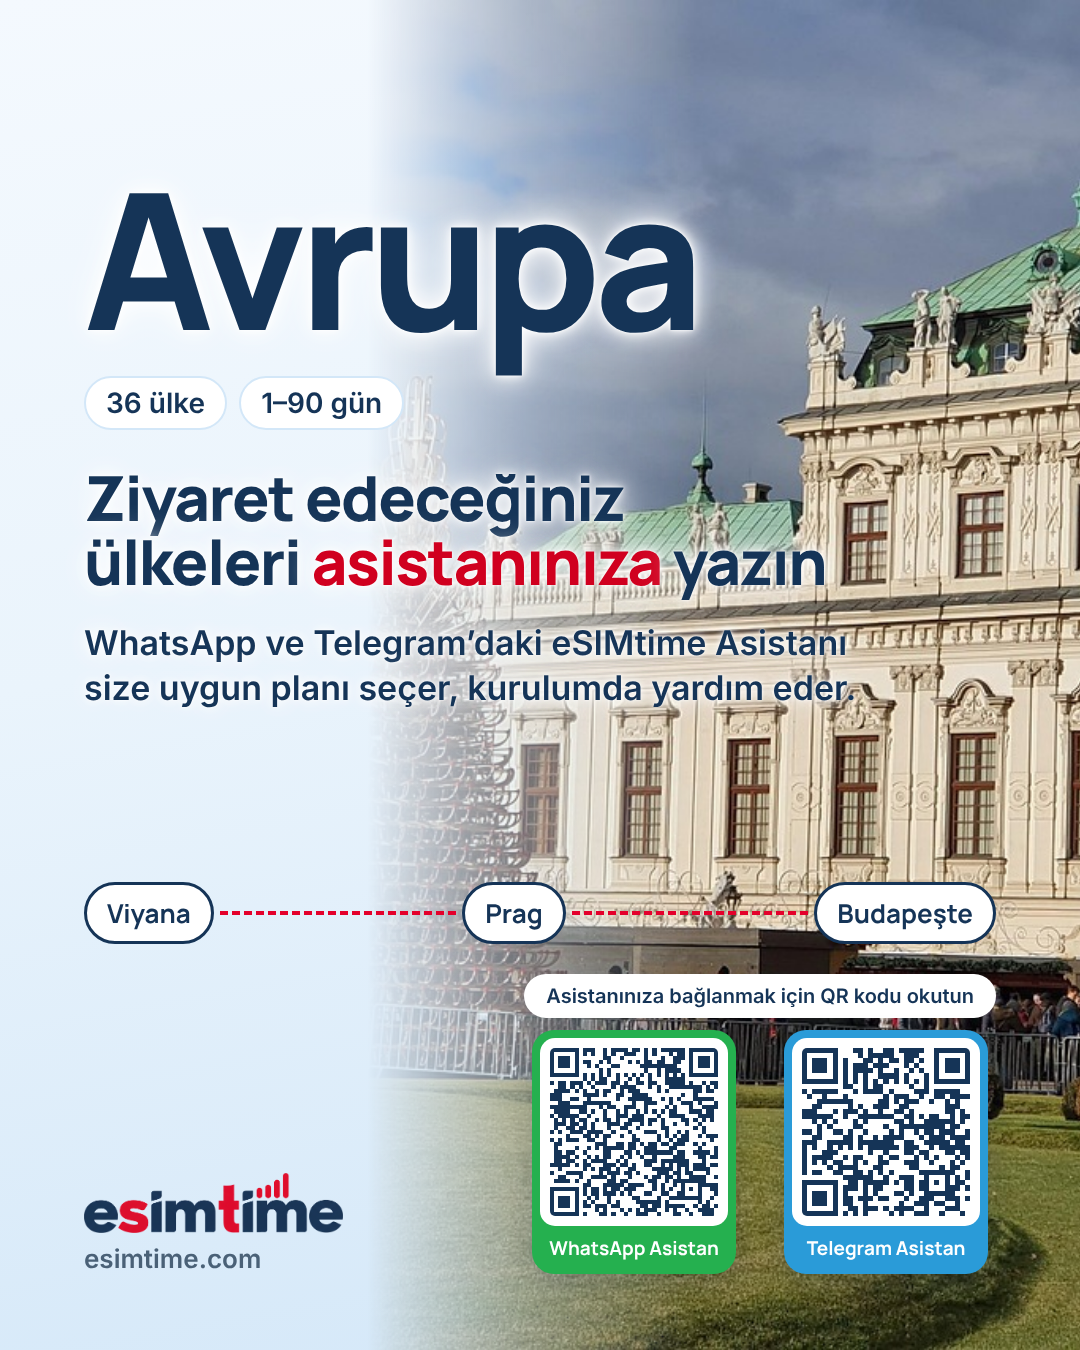 Avrupa
36 ülke
1–90 gün
Ziyaret edeceğiniz
ülkeleri asistanınıza yazın
WhatsApp ve Telegram’daki eSIMtime Asistanı
size uygun planı seçer, kurulumda yardım eder.
Viyana
Prag
Budapeşte
Asistanınıza bağlanmak için QR kodu okutun
WhatsApp Asistan
Telegram Asistan
esimtime
esimtime.com